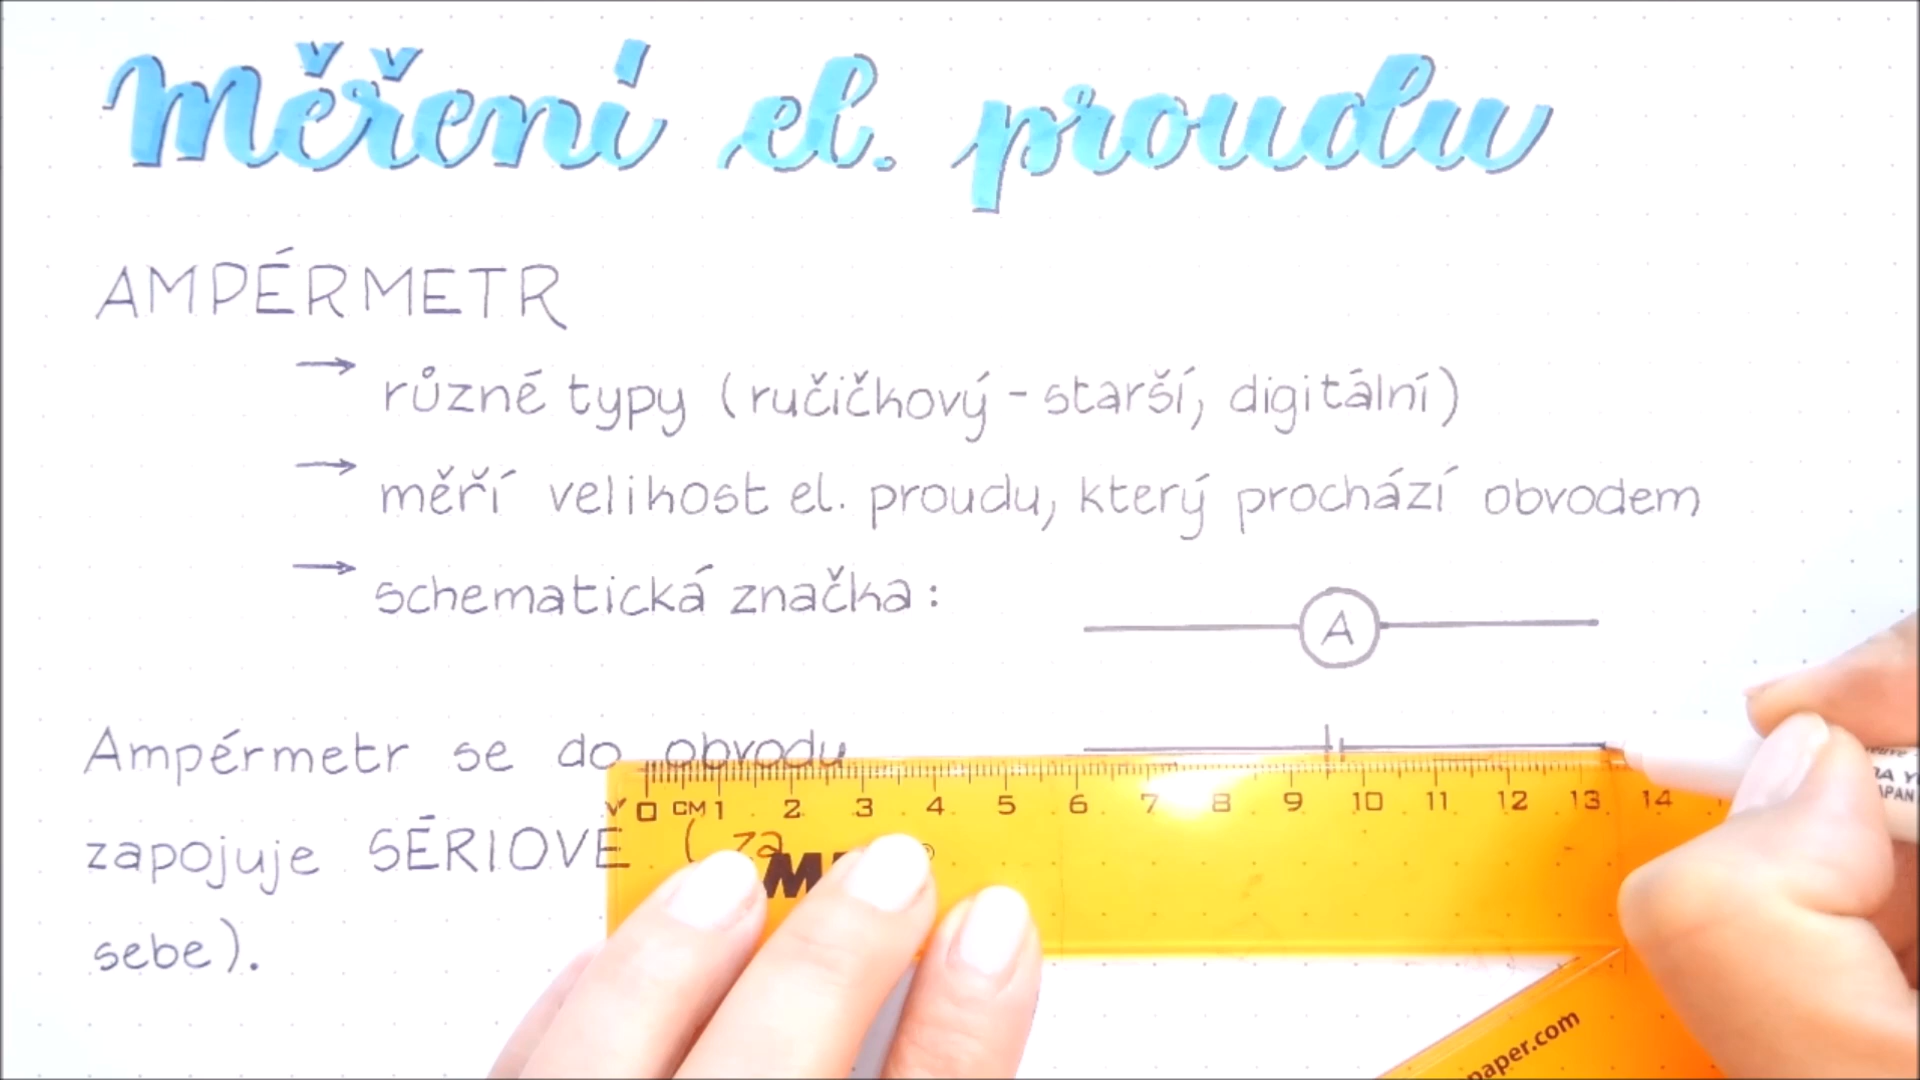 Měření el. proudu
AMPÉRMETR
→ různé typy (ručičkový - starší, digitální)
→ měří velikost el. proudu, který prochází obvodem
→ schematická značka:
A
Ampérmetr se do obvodu
zapojuje SÉRIOVĚ (za
sebe).
0 CM 1 2 3 4 5 6 7 8 9 10 11 12 13 14
paper.com